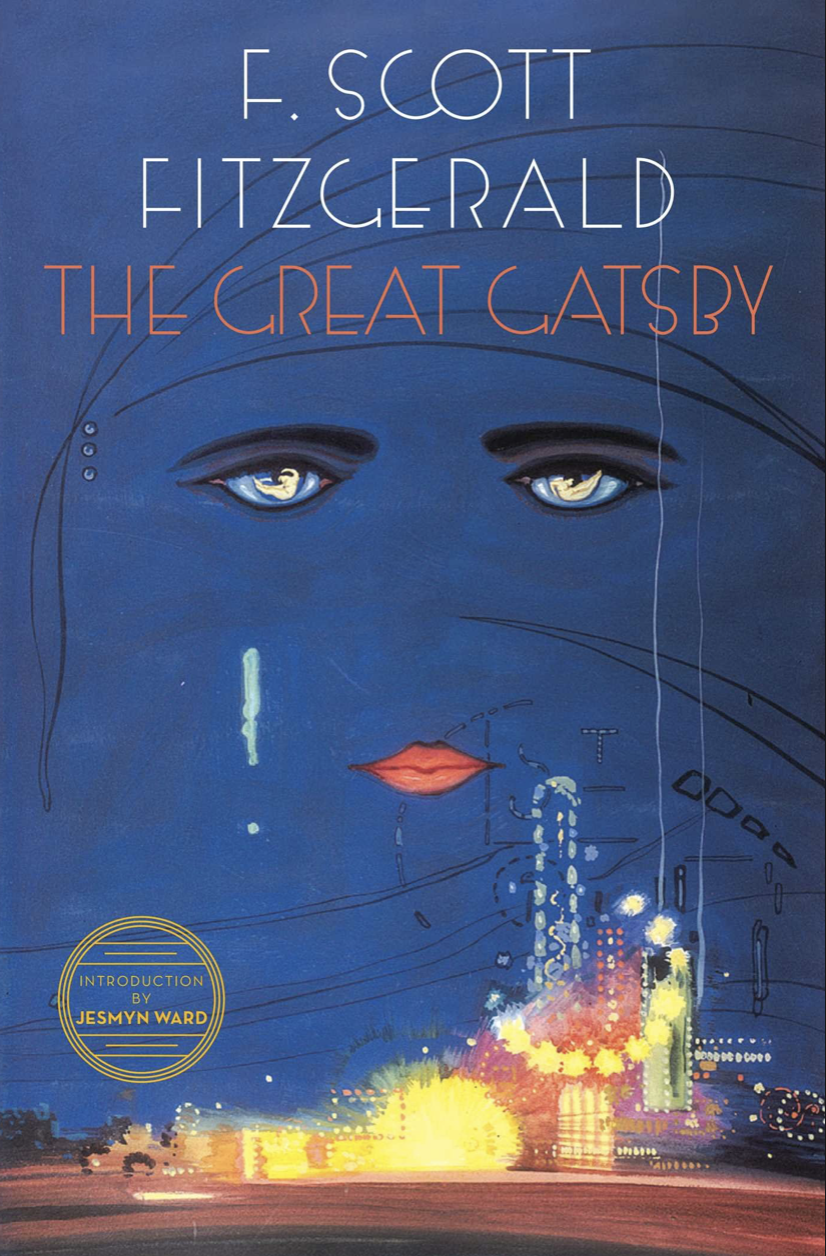 F. SCOTT
FITZGERALD
THE GREAT GATSBY
INTRODUCTION
BY
JESMYN WARD